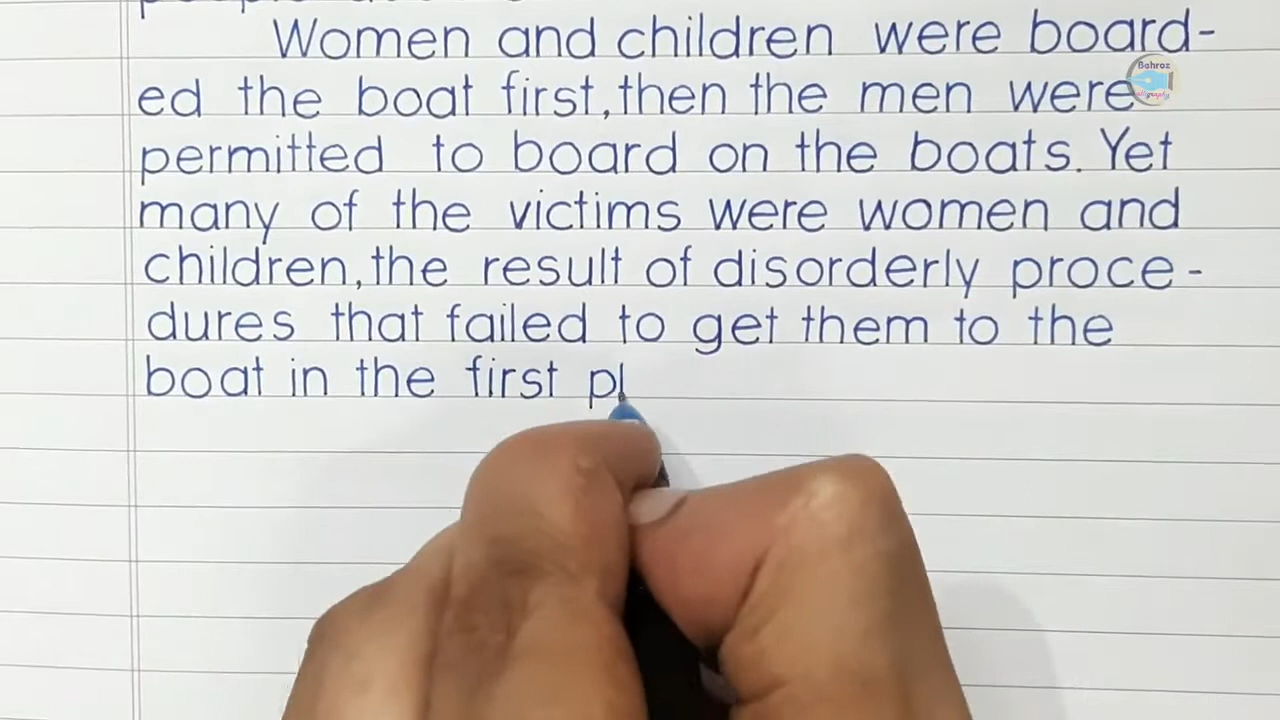 Women and children were board-
ed the boat first, then the men were
permitted to board on the boats. Yet
many of the victims were women and
children, the result of disorderly proce-
dures that failed to get them to the
boat in the first pl
Behroz